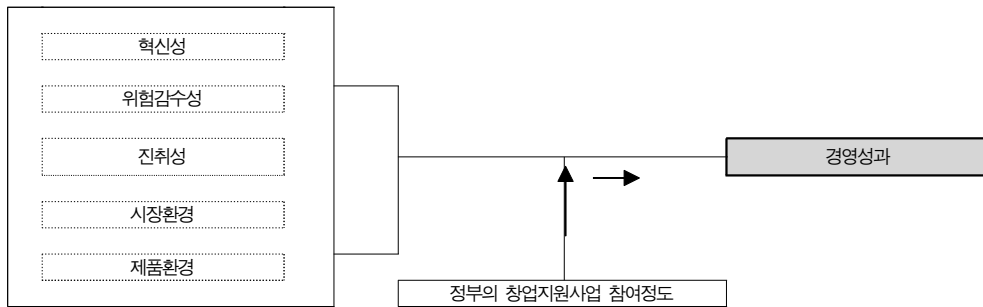 혁신성
위험감수성
진취성
시장환경
제품환경
경영성과
정부의 창업지원사업 참여정도